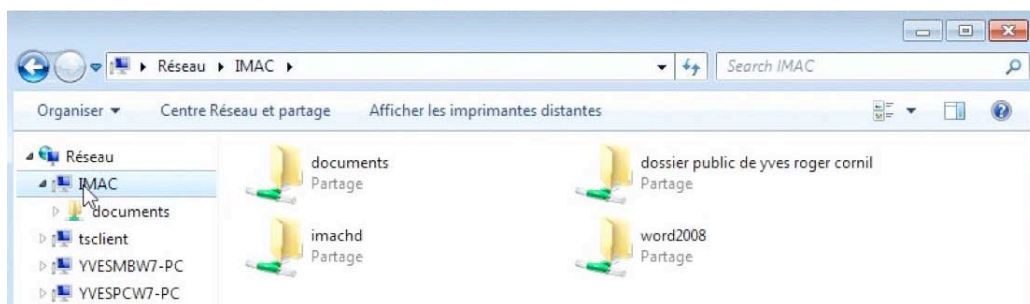 Réseau IMAC
Search IMAC
Organiser Centre Réseau et partage Afficher les imprimantes distantes
Réseau
IMAC
documents
tsclient
YVESMBW7-PC
YVESPCW7-PC
documents
Partage
dossier public de yves roger cornil
Partage
imachd
Partage
word2008
Partage